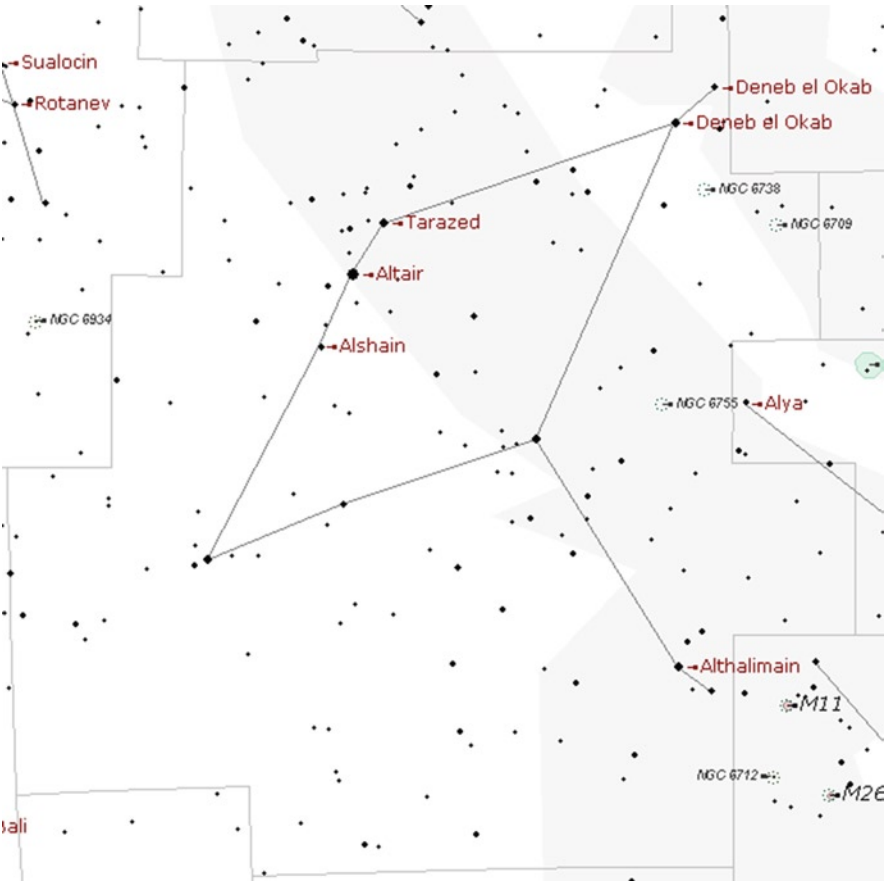 Sualocin
Deneb el Okab
Rotanev
Deneb el Okab
NGC 6738
Tarazed
NGC 6709
Altair
NGC 6934
Alshain
NGC 6755
Alya
Althalimain
M11
NGC 6712
M26